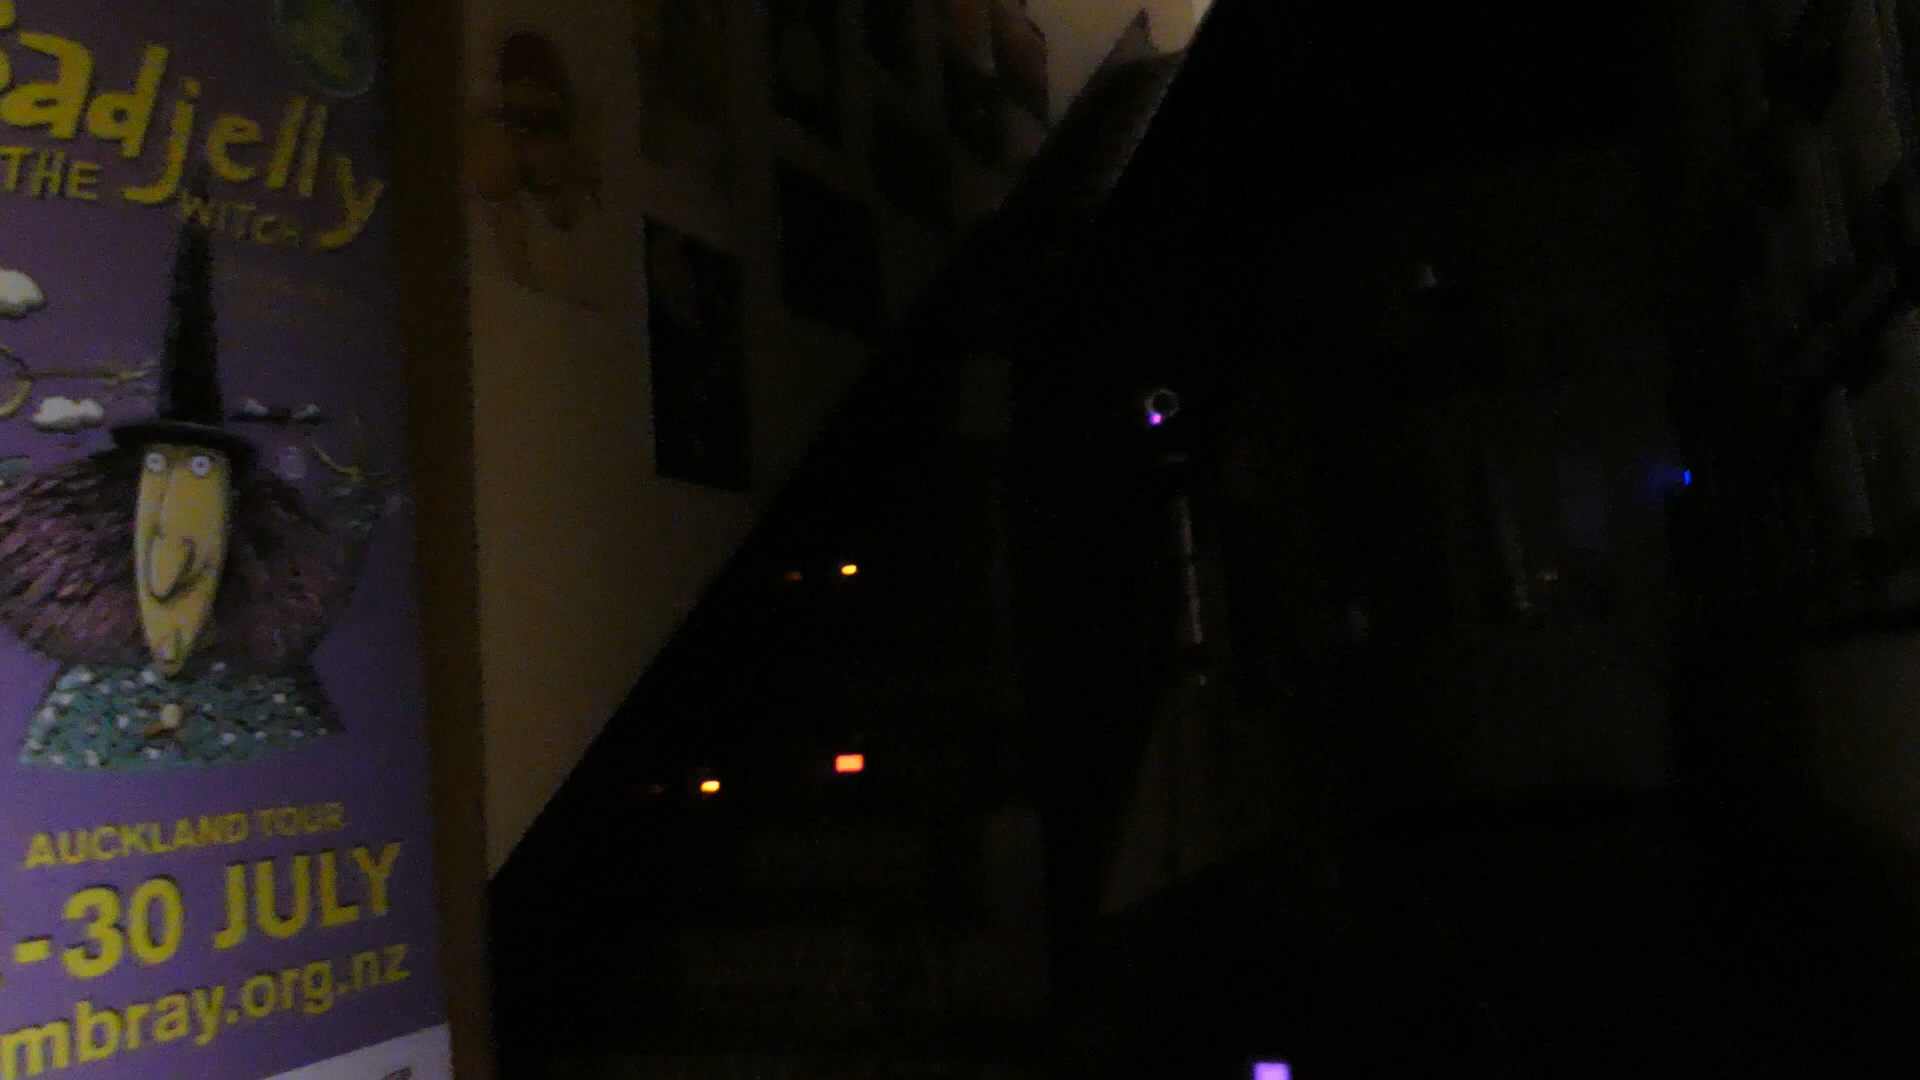 adjelly
THE WITCH
AUCKLAND TOUR
-30 JULY
mbray.org.nz